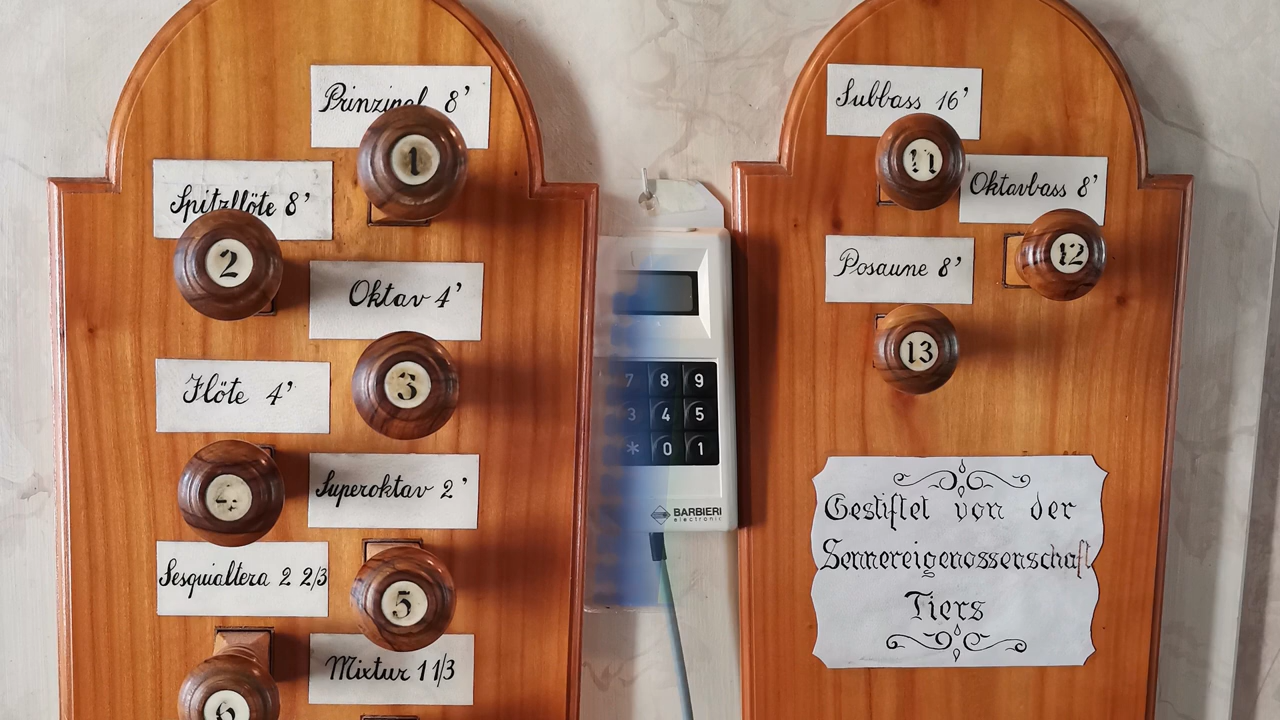 Prinzipal 8'
1
Spitzflöte 8'
2
Oktav 4'
3
Flöte 4'
4
Superoktav 2'
Sesquialtera 2 2/3
5
Mixtur 1 1/3
6
7 8 9
3 4 5
* 0 1
BARBIERI
electronic
Subbass 16'
11
Oktavbass 8'
12
Posaune 8'
13
Gestiftet von der
Sennereigenossenschaft
Tiers